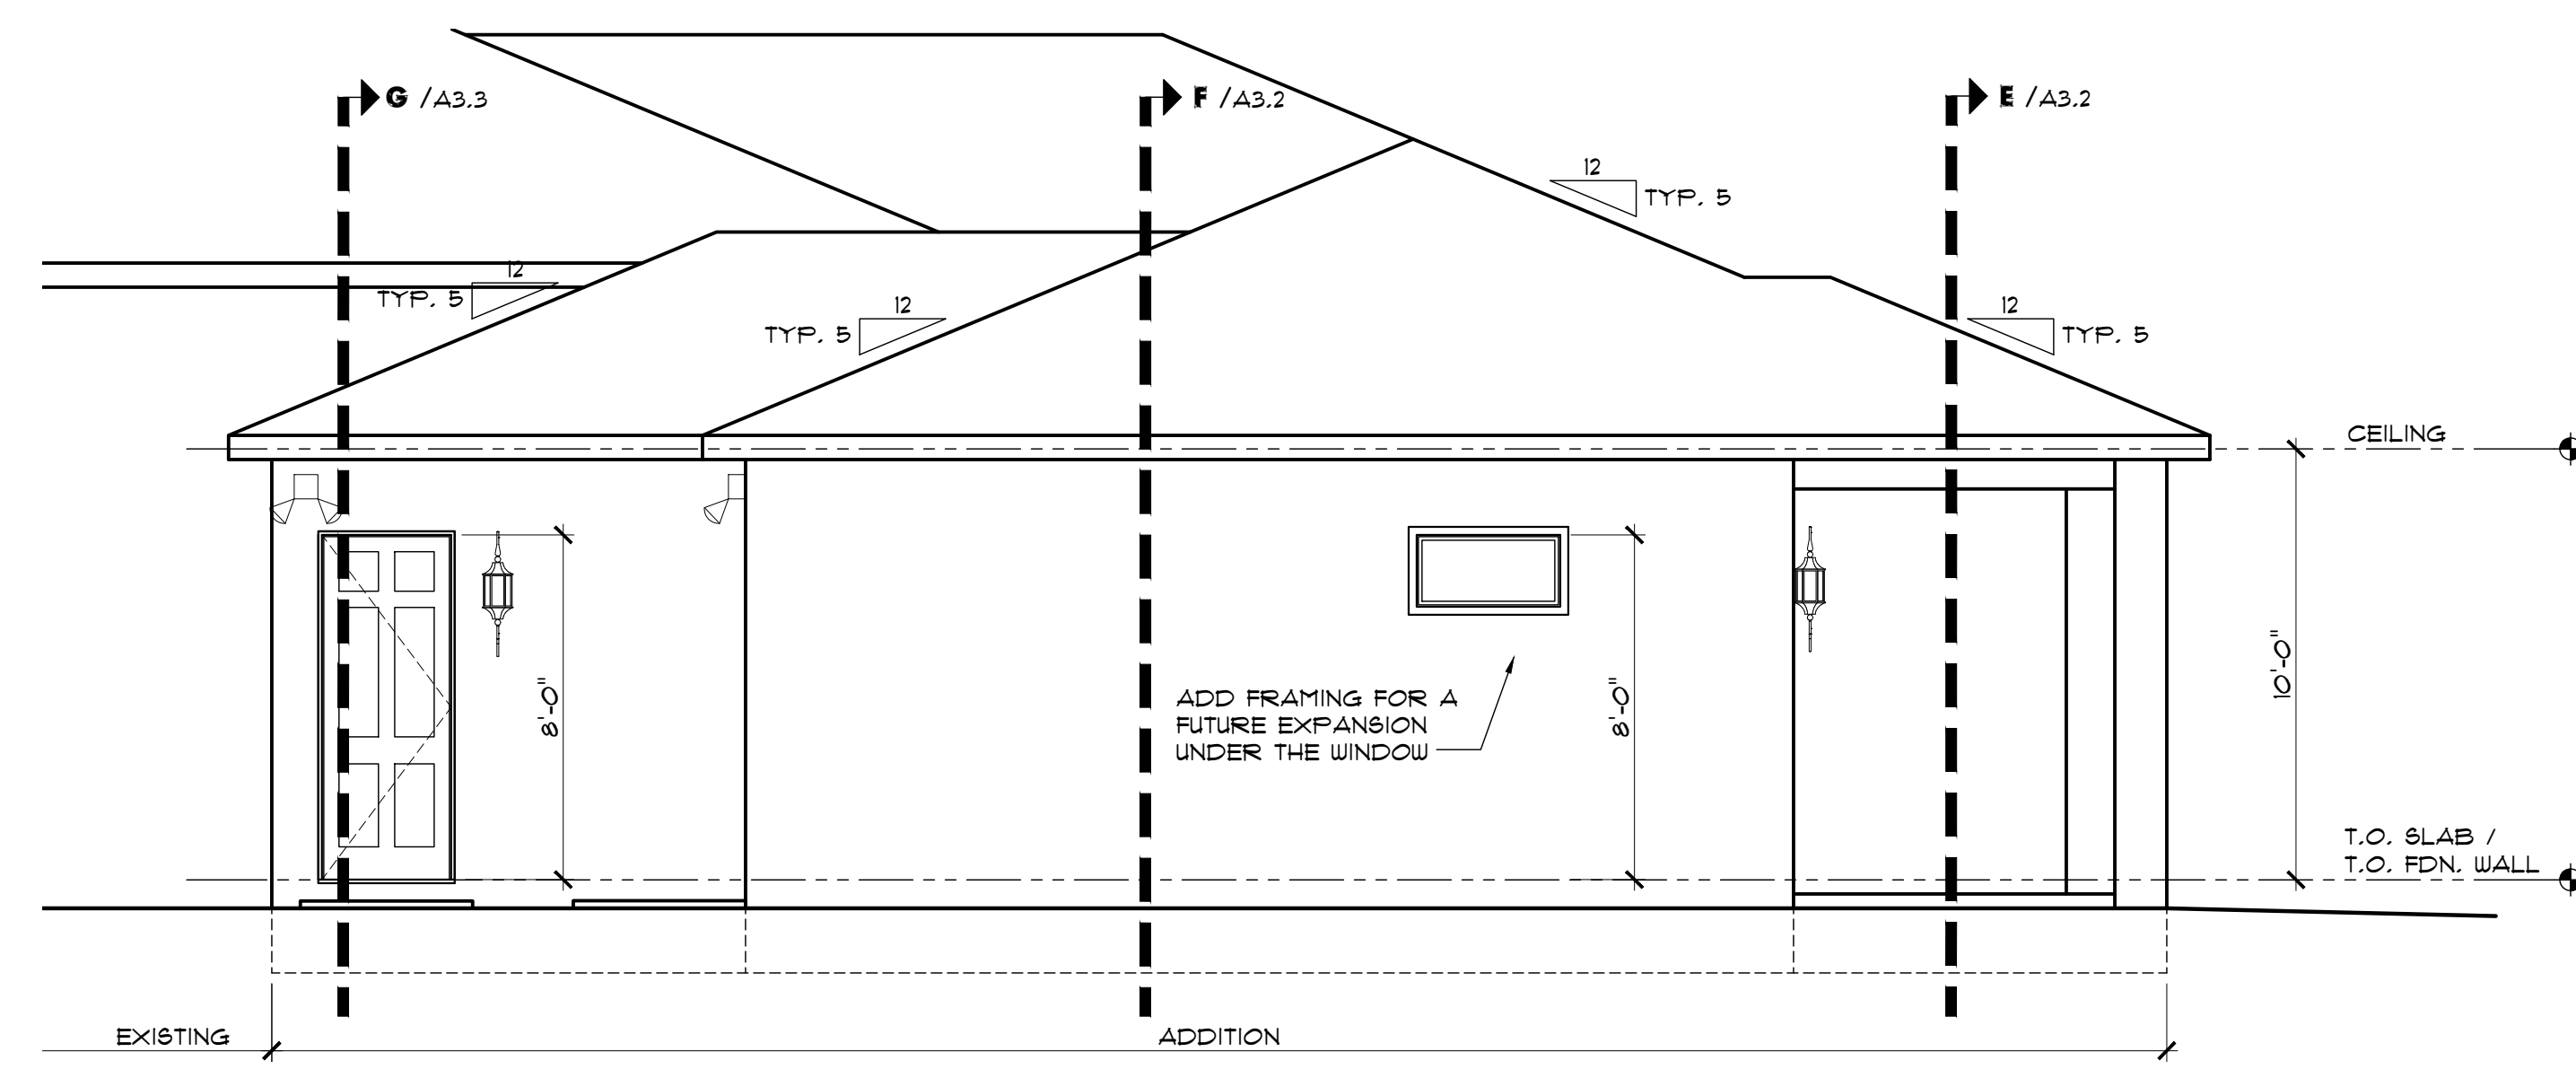 G /A3.3
F /A3.2
E /A3.2
12
TYP. 5
12
TYP. 5
12
TYP. 5
12
TYP. 5
CEILING
8'-0"
ADD FRAMING FOR A
FUTURE EXPANSION
UNDER THE WINDOW
8'-0"
10'-0"
T.O. SLAB /
T.O. FDN. WALL
EXISTING
ADDITION